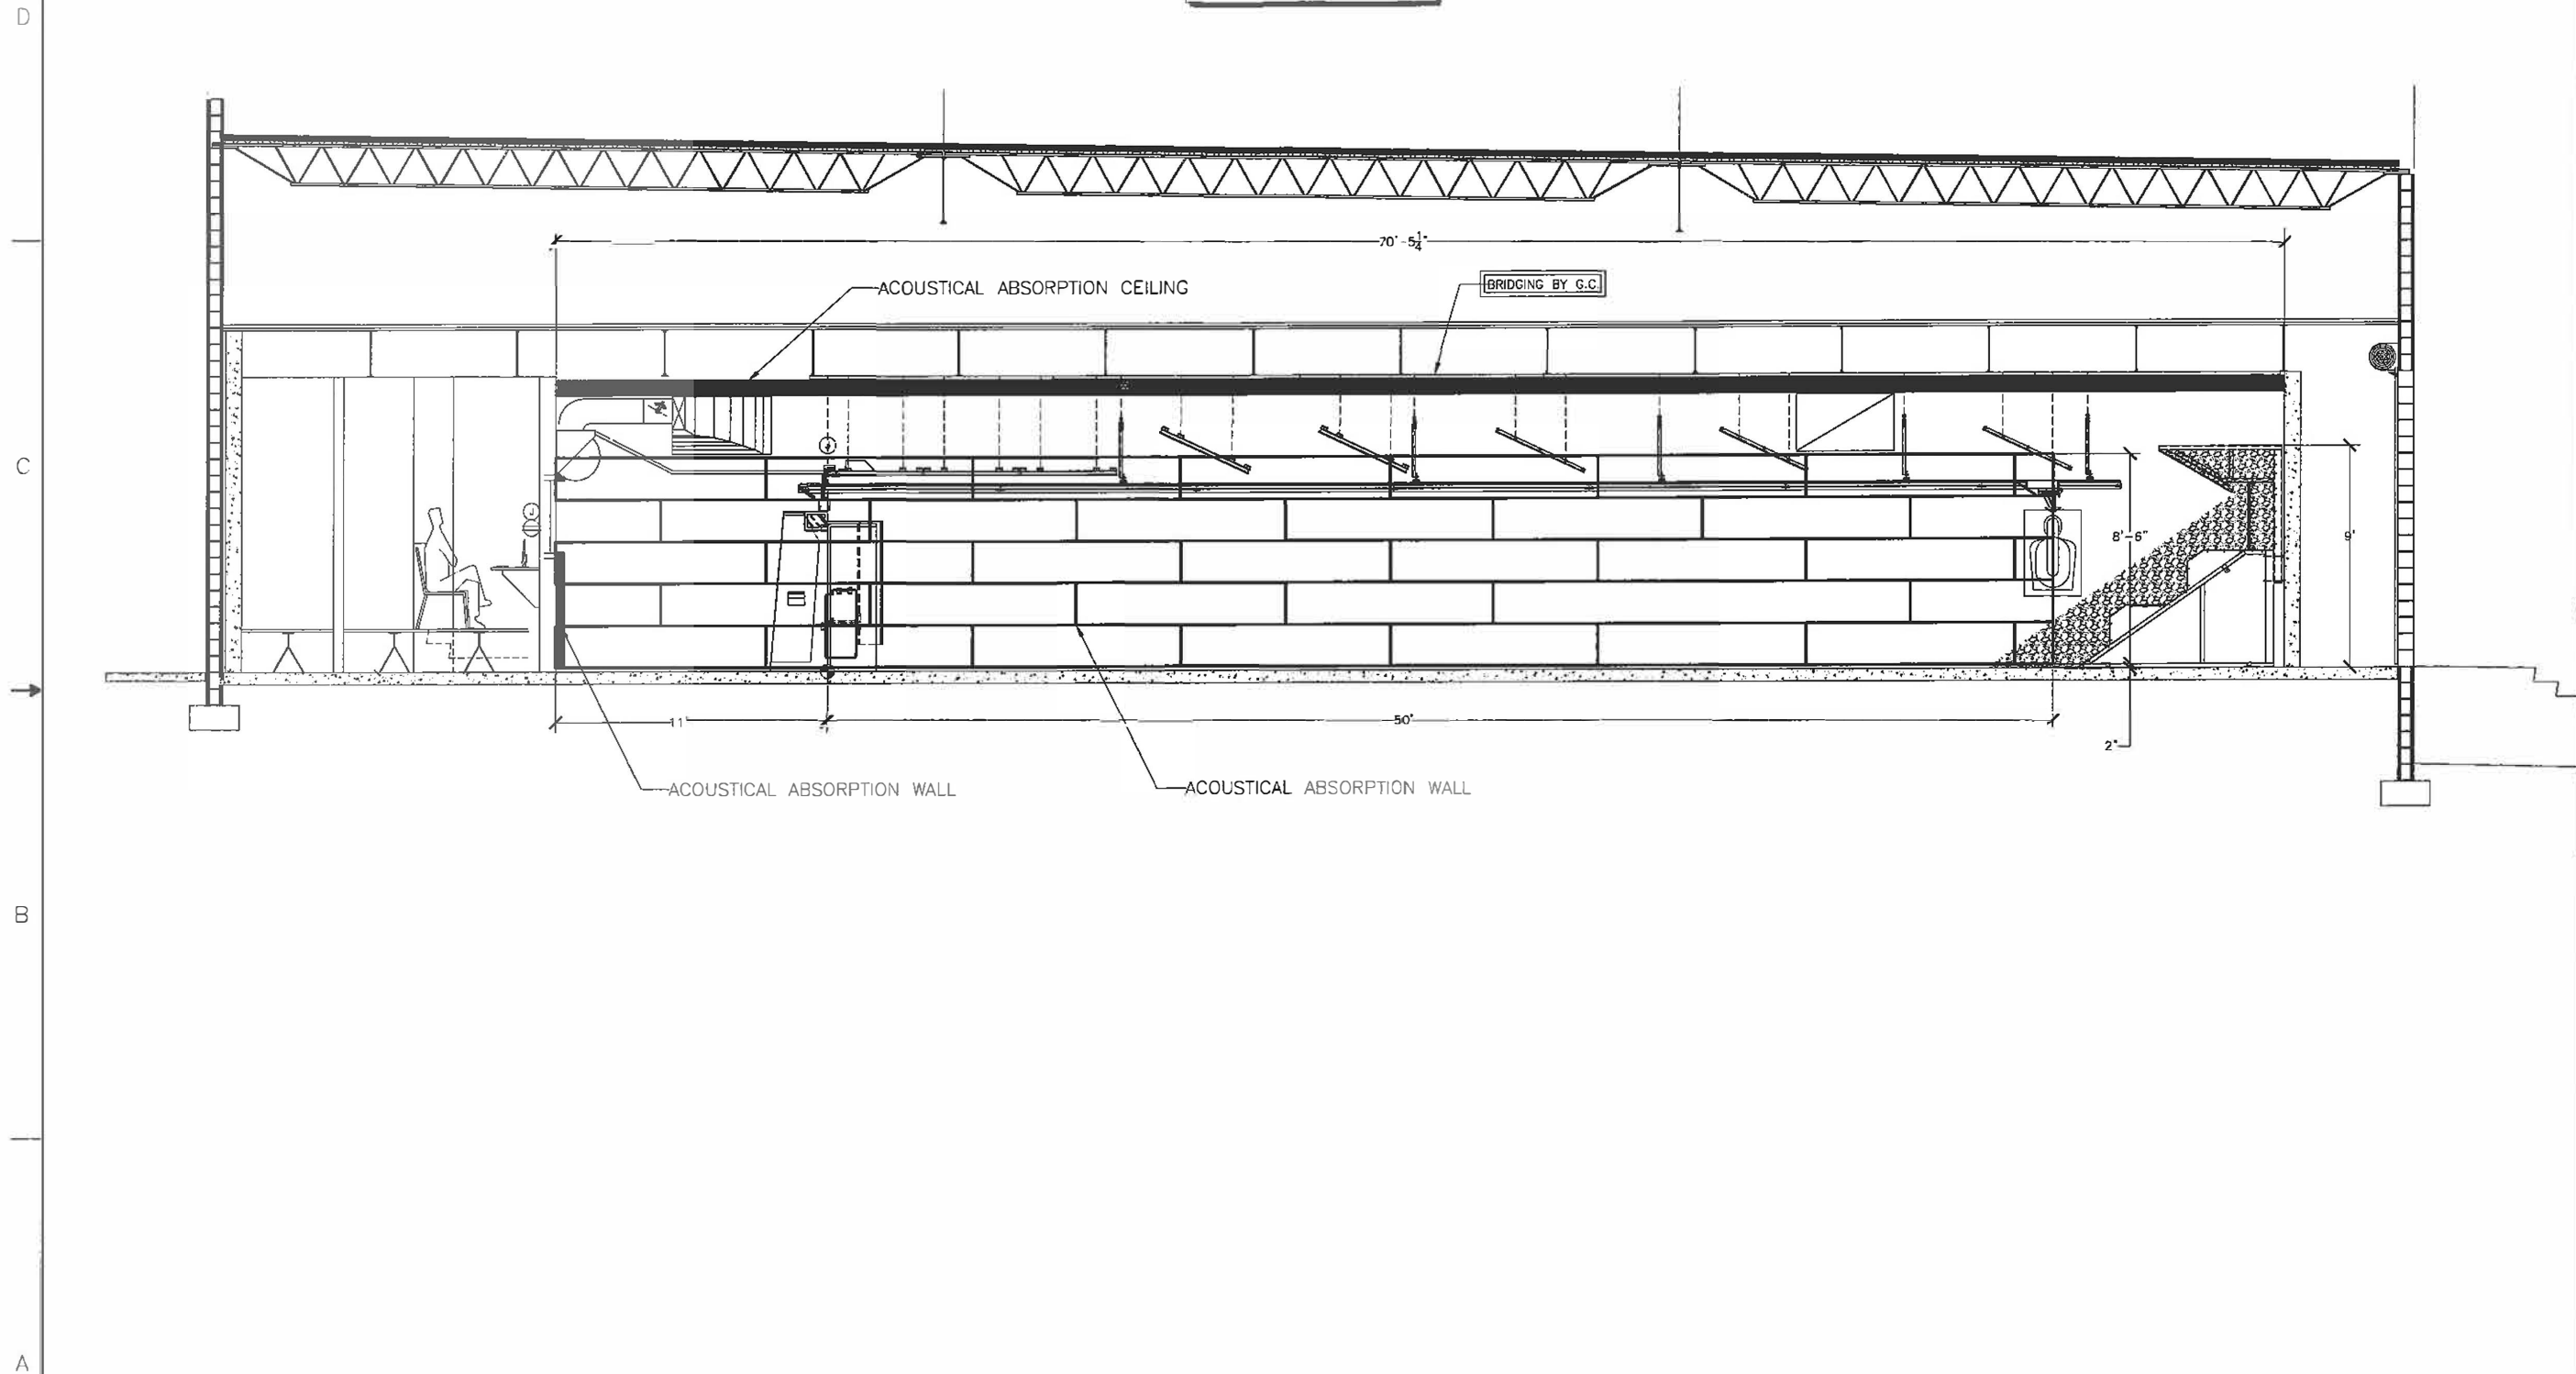 D
70'-5¼"
ACOUSTICAL ABSORPTION CEILING
BRIDGING BY G.C.
C
8'-6"
9'
11'
50'
2"
ACOUSTICAL ABSORPTION WALL
ACOUSTICAL ABSORPTION WALL
B
A